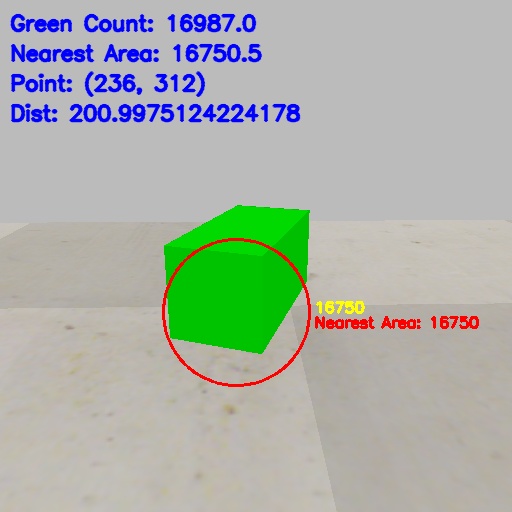 Green Count: 16987.0
Nearest Area: 16750.5
Point: (236, 312)
Dist: 200.9975124224178
16750
Nearest Area: 16750